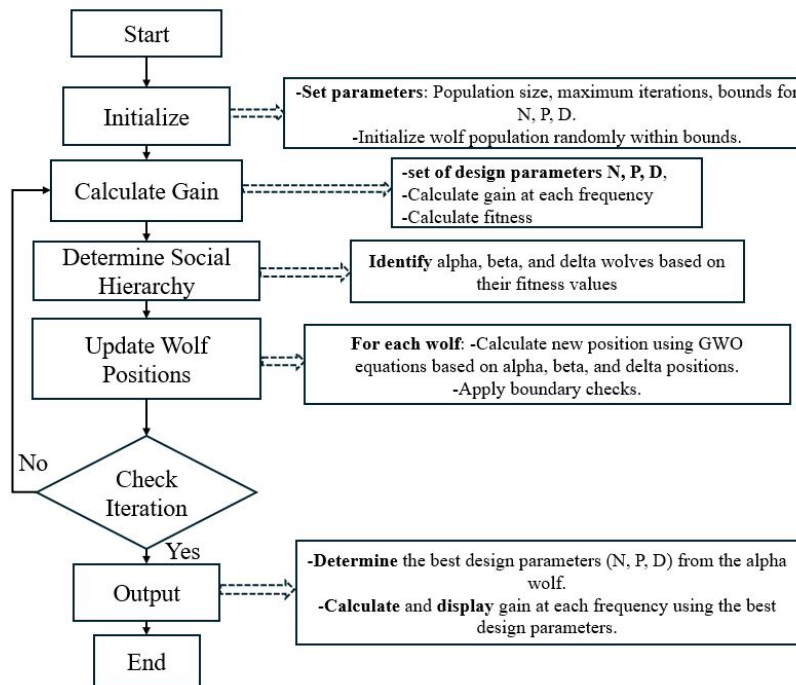 Start
Initialize
-Set parameters: Population size, maximum iterations, bounds for
N, P, D.
-Initialize wolf population randomly within bounds.
Calculate Gain
-set of design parameters N, P, D,
-Calculate gain at each frequency
-Calculate fitness
Determine Social
Hierarchy
Identify alpha, beta, and delta wolves based on
their fitness values
Update Wolf
Positions
For each wolf: -Calculate new position using GWO
equations based on alpha, beta, and delta positions.
-Apply boundary checks.
No
Check
Iteration
Yes
Output
-Determine the best design parameters (N, P, D) from the alpha
wolf.
-Calculate and display gain at each frequency using the best
design parameters.
End